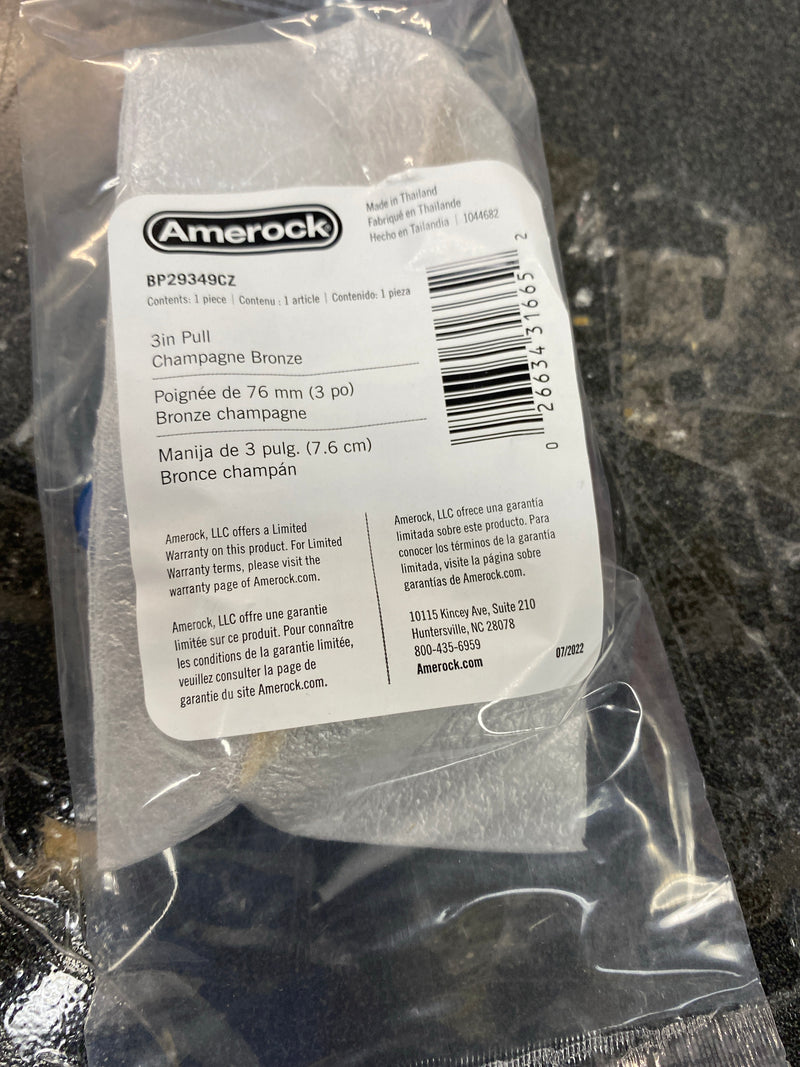 Amerock®
Made in Thailand
Fabriqué en Thaïlande
Hecho en Tailandia | 1044682
BP29349CZ
Contents: 1 piece | Contenu : 1 article | Contenido: 1 pieza
3in Pull
Champagne Bronze
Poignée de 76 mm (3 po)
Bronze champagne
Manija de 3 pulg. (7.6 cm)
Bronce champán
0 26634 31665 2
Amerock, LLC offers a Limited
Warranty on this product. For Limited
Warranty terms, please visit the
warranty page of Amerock.com.
Amerock, LLC offre une garantie
limitée sur ce produit. Pour connaître
les conditions de la garantie limitée,
veuillez consulter la page de
garantie du site Amerock.com.
Amerock, LLC ofrece una garantía
limitada sobre este producto. Para
conocer los términos de la garantía
limitada, visite la página sobre
garantías de Amerock.com.
10115 Kincey Ave, Suite 210
Huntersville, NC 28078
800-435-6959
Amerock.com
07/2022